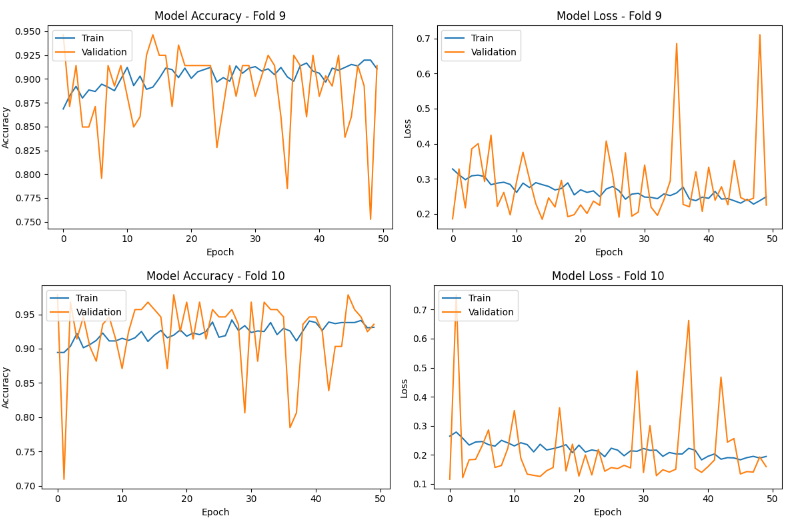 Model Accuracy - Fold 9
Train
Validation
0.950
0.925
0.900
0.875
0.850
0.825
0.800
0.775
0.750
Accuracy
0
10
20
30
40
50
Epoch
Model Loss - Fold 9
Train
Validation
0.7
0.6
0.5
0.4
0.3
0.2
Loss
0
10
20
30
40
50
Epoch
Model Accuracy - Fold 10
Train
Validation
0.95
0.90
0.85
0.80
0.75
0.70
Accuracy
0
10
20
30
40
50
Epoch
Model Loss - Fold 10
Train
Validation
0.7
0.6
0.5
0.4
0.3
0.2
0.1
Loss
0
10
20
30
40
50
Epoch